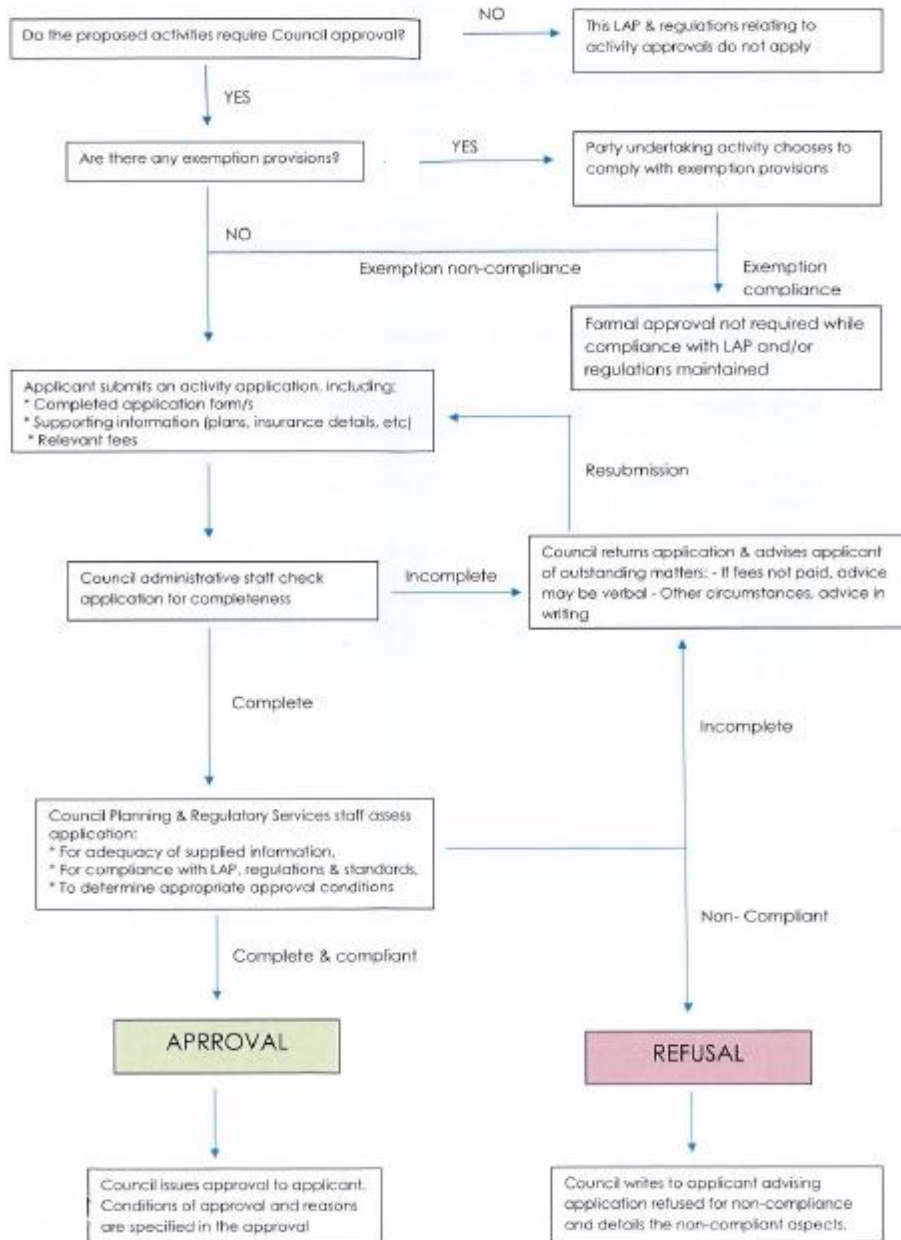 Do the proposed activities require Council approval?
NO
This LAP & regulations relating to
activity approvals do not apply
YES
Are there any exemption provisions?
YES
Party undertaking activity chooses to
comply with exemption provisions
NO
Exemption non-compliance
Exemption
compliance
Formal approval not required while
compliance with LAP and/or
regulations maintained
Applicant submits an activity application, including:
* Completed application form/s
* Supporting information (plans, insurance details, etc)
* Relevant fees
Resubmission
Council administrative staff check
application for completeness
Incomplete
Council returns application & advises applicant
of outstanding matters: - If fees not paid, advice
may be verbal - Other circumstances, advice in
writing
Complete
Incomplete
Council Planning & Regulatory Services staff assess
application:
* For adequacy of supplied information,
* For compliance with LAP, regulations & standards,
* To determine appropriate approval conditions
Non- Compliant
Complete & compliant
APRROVAL
REFUSAL
Council issues approval to applicant.
Conditions of approval and reasons
are specified in the approval
Council writes to applicant advising
application refused for non-compliance
and details the non-compliant aspects.